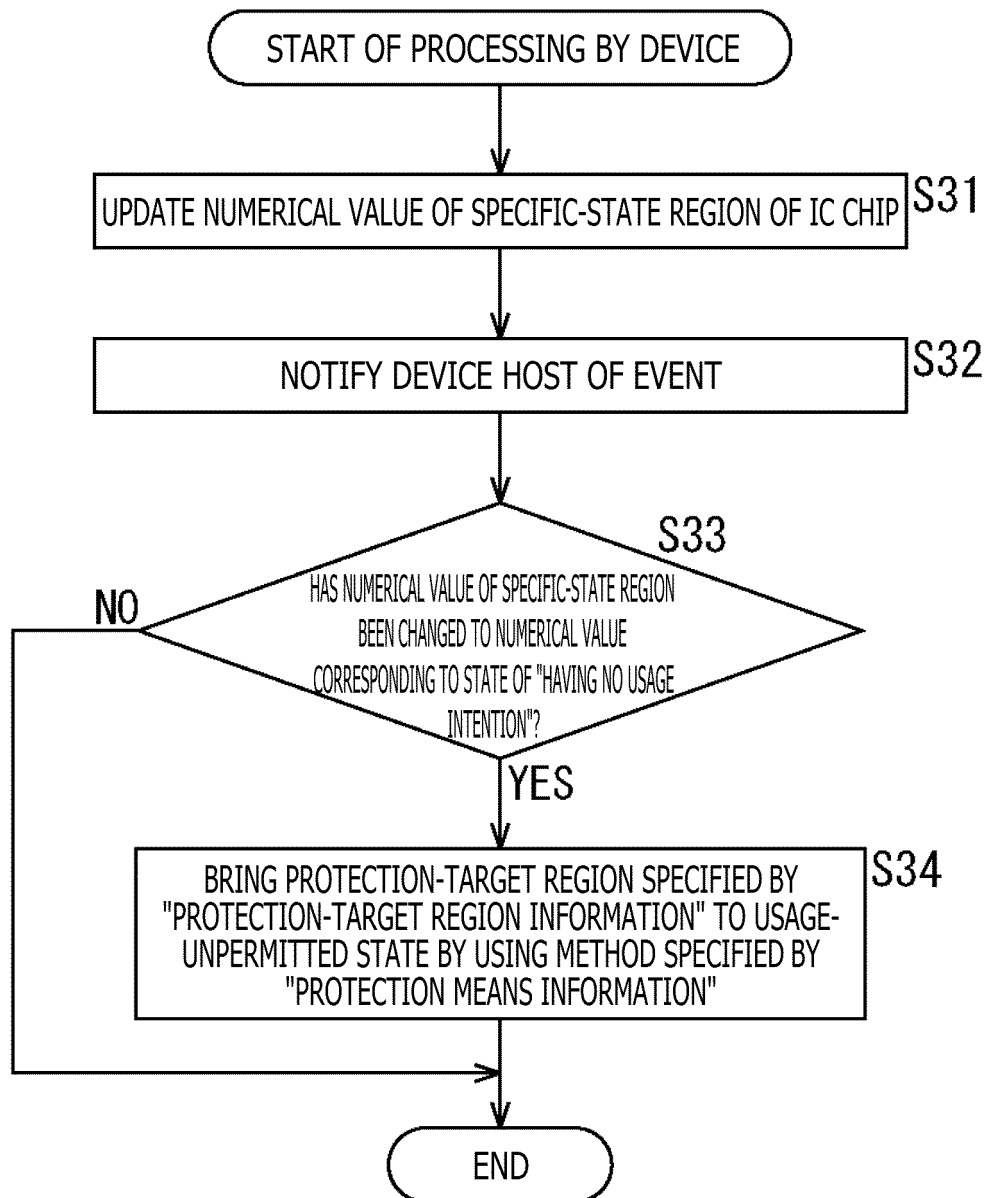 START OF PROCESSING BY DEVICE
S31
UPDATE NUMERICAL VALUE OF SPECIFIC-STATE REGION OF IC CHIP
S32
NOTIFY DEVICE HOST OF EVENT
S33
NO
HAS NUMERICAL VALUE OF SPECIFIC-STATE REGION
BEEN CHANGED TO NUMERICAL VALUE
CORRESPONDING TO STATE OF "HAVING NO USAGE
INTENTION"?
YES
S34
BRING PROTECTION-TARGET REGION SPECIFIED BY
"PROTECTION-TARGET REGION INFORMATION" TO USAGE-
UNPERMITTED STATE BY USING METHOD SPECIFIED BY
"PROTECTION MEANS INFORMATION"
END